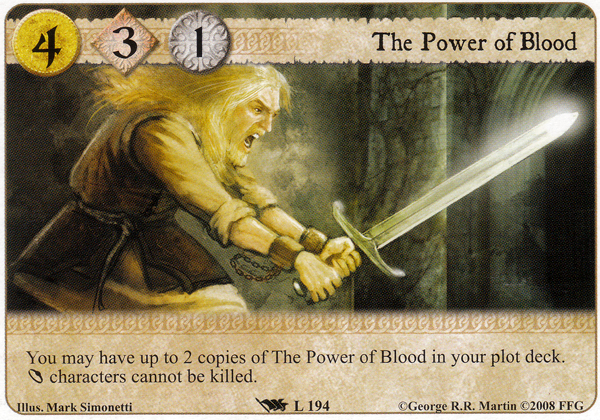 4 3 1 The Power of Blood
You may have up to 2 copies of The Power of Blood in your plot deck.
characters cannot be killed.
Illus. Mark Simonetti L 194 ©George R.R. Martin ©2008 FFG